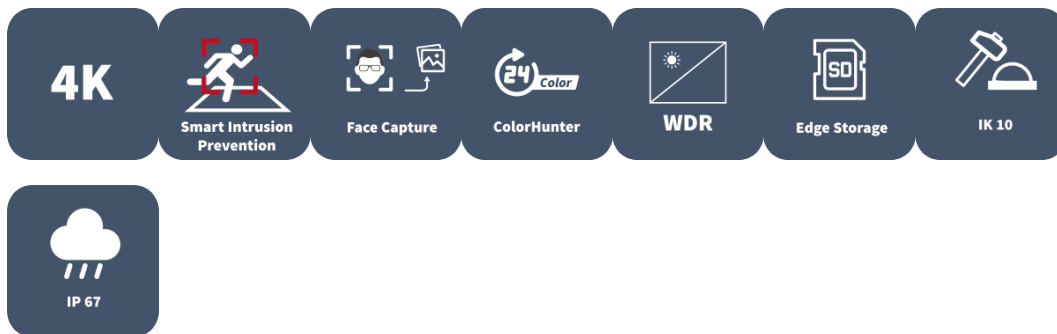 4K
Smart Intrusion
Prevention
Face Capture
24
Color
ColorHunter
WDR
SD
Edge Storage
IK 10
IP 67